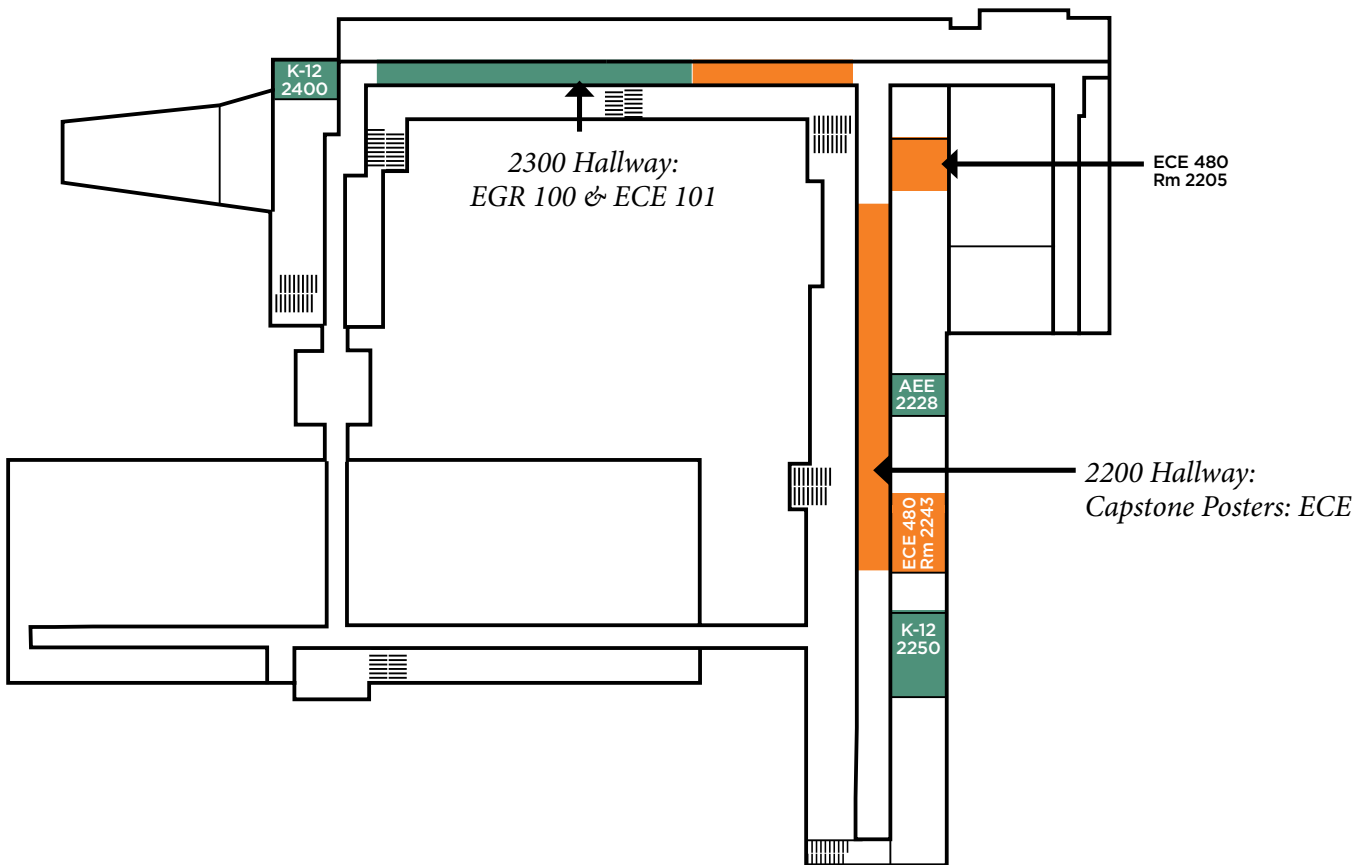 K-12
2400
2300 Hallway:
EGR 100 & ECE 101
ECE 480
Rm 2205
AEE
2228
2200 Hallway:
Capstone Posters: ECE
ECE 480
Rm 2243
K-12
2250